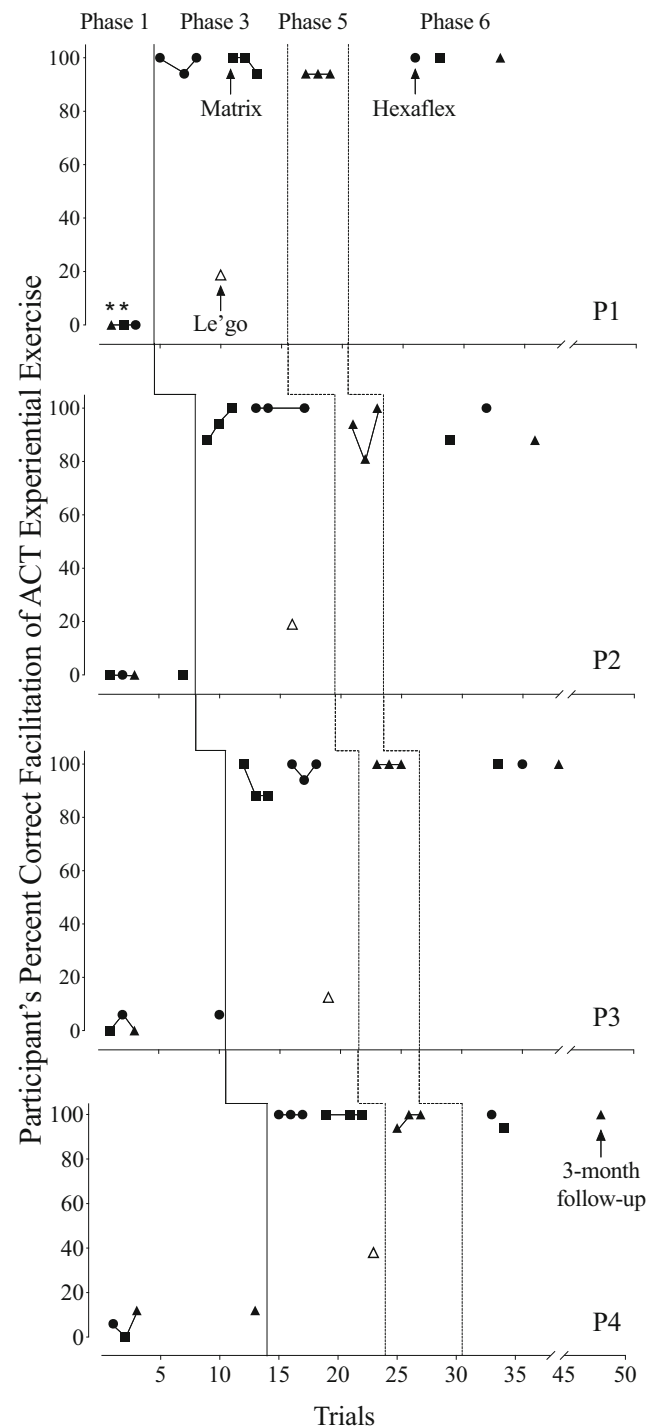 Phase 1 Phase 3 Phase 5 Phase 6
Participant's Percent Correct Facilitation of ACT Experiential Exercise
100
80
60
40
20
0
Matrix
Hexaflex
**
Le'go
P1
100
80
60
40
20
0
P2
100
80
60
40
20
0
P3
100
80
60
40
20
0
3-month
follow-up
P4
5 10 15 20 25 30 35 45 50
Trials